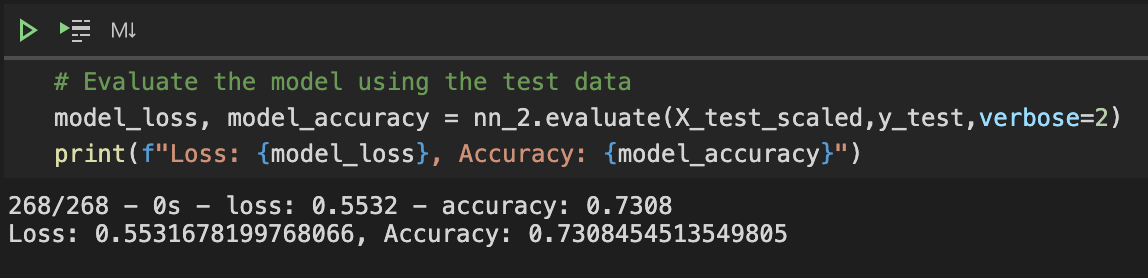 M↓
# Evaluate the model using the test data
model_loss, model_accuracy = nn_2.evaluate(X_test_scaled,y_test,verbose=2)
print(f"Loss: {model_loss}, Accuracy: {model_accuracy}")
268/268 - 0s - loss: 0.5532 - accuracy: 0.7308
Loss: 0.5531678199768066, Accuracy: 0.7308454513549805